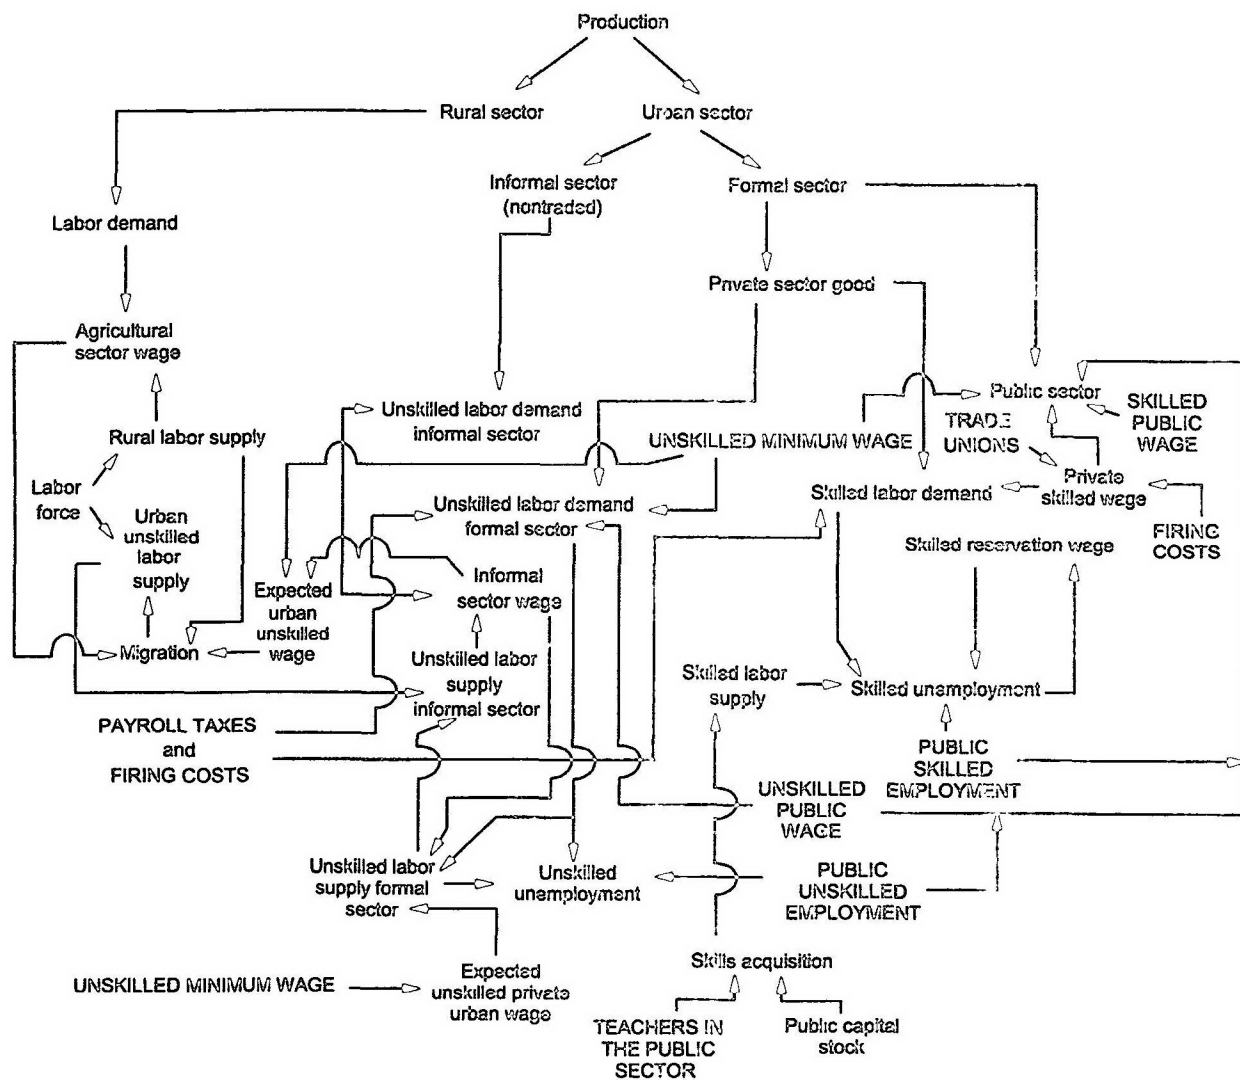 Production
Rural sector
Urban sector
Informal sector
(nontraded)
Formal sector
Labor demand
Private sector good
Agricultural
sector wage
Public sector
Unskilled labor demand
informal sector
SKILLED
PUBLIC
WAGE
TRADE
UNIONS
Rural labor supply
UNSKILLED MINIMUM WAGE
Labor
force
Private
skilled wage
Skilled labor demand
Unskilled labor demand
formal sector
Urban
unskilled
labor
supply
FIRING
COSTS
Skilled reservation wage
Informal
sector wage
Expected
urban
unskilled
wage
Migration
Unskilled labor
supply
informal sector
Skilled labor
supply
Skilled unemployment
PAYROLL TAXES
and
FIRING COSTS
PUBLIC
SKILLED
EMPLOYMENT
UNSKILLED
PUBLIC
WAGE
Unskilled labor
supply formal
sector
Unskilled
unemployment
PUBLIC
UNSKILLED
EMPLOYMENT
Skills acquisition
UNSKILLED MINIMUM WAGE
Expected
unskilled private
urban wage
TEACHERS IN
THE PUBLIC
SECTOR
Public capital
stock